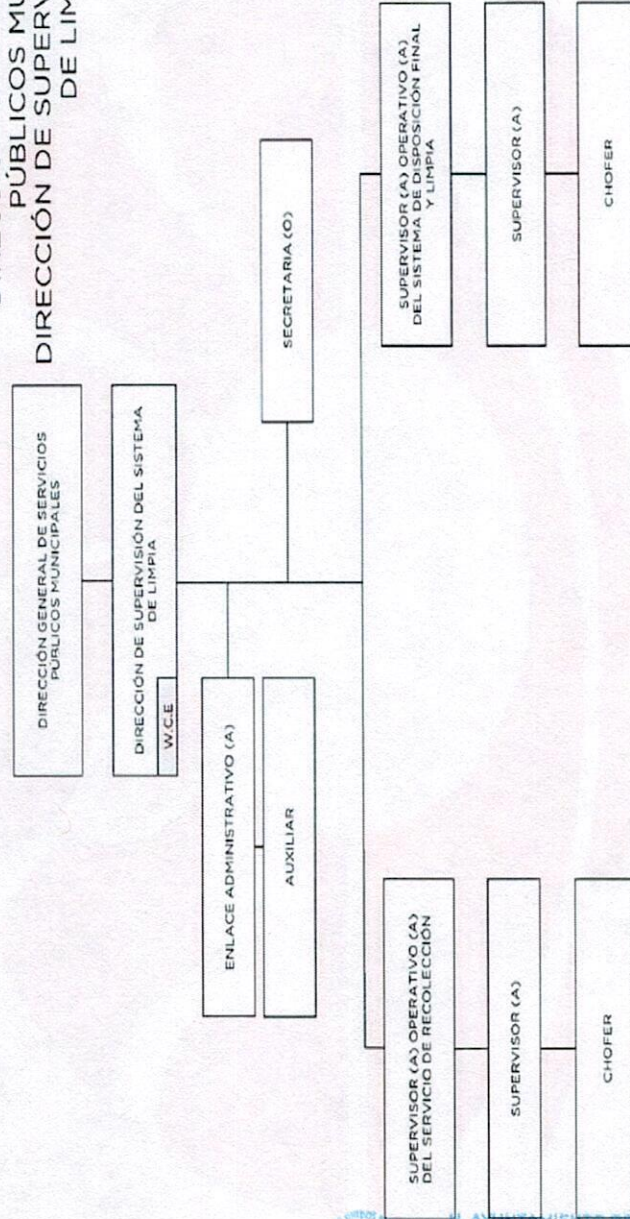 PÚBLICOS MU
DIRECCIÓN DE SUPERV
DE LIM
DIRECCIÓN GENERAL DE SERVICIOS
PÚBLICOS MUNICIPALES
DIRECCIÓN DE SUPERVISIÓN DEL SISTEMA
DE LIMPIA
W.C.E
ENLACE ADMINISTRATIVO (A)
AUXILIAR
SECRETARIA (O)
SUPERVISOR (A) OPERATIVO (A)
DEL SERVICIO DE RECOLECCIÓN
SUPERVISOR (A)
CHOFER
SUPERVISOR (A) OPERATIVO (A)
DEL SISTEMA DE DISPOSICIÓN FINAL
Y LIMPIA
SUPERVISOR (A)
CHOFER